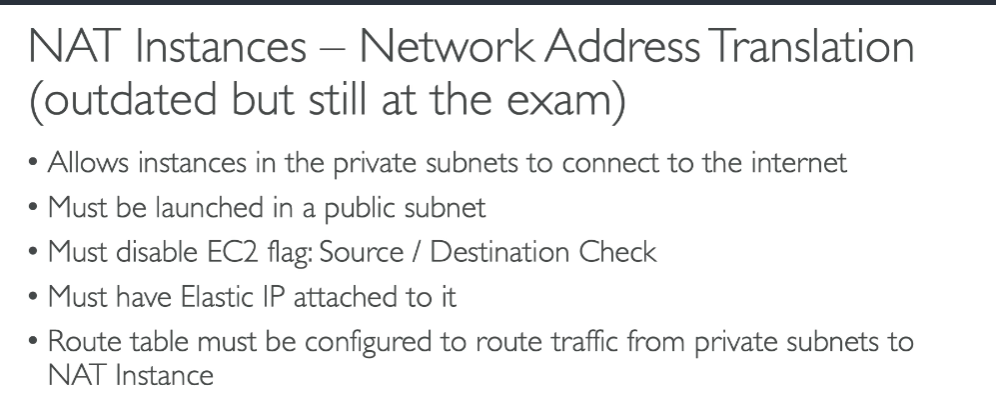 NAT Instances – Network Address Translation
(outdated but still at the exam)
• Allows instances in the private subnets to connect to the internet
• Must be launched in a public subnet
• Must disable EC2 flag: Source / Destination Check
• Must have Elastic IP attached to it
• Route table must be configured to route traffic from private subnets to
NAT Instance